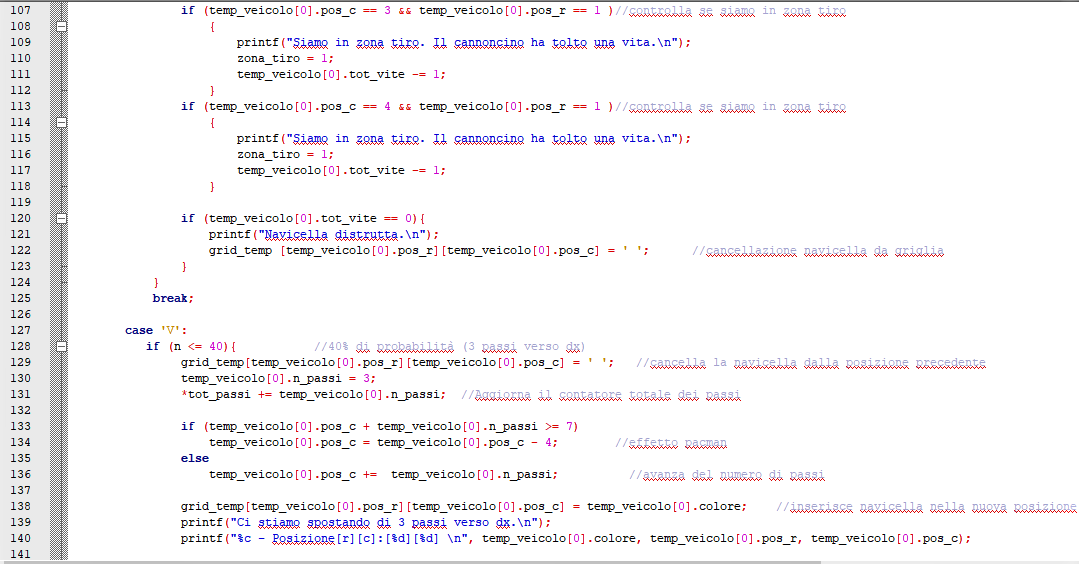 107 if (temp_veicolo[0].pos_c == 3 && temp_veicolo[0].pos_r == 1 )//controlla se siamo in zona tiro
108 {
109 printf("Siamo in zona tiro. Il cannoncino ha tolto una vita.\n");
110 zona_tiro = 1;
111 temp_veicolo[0].tot_vite -= 1;
112 }
113 if (temp_veicolo[0].pos_c == 4 && temp_veicolo[0].pos_r == 1 )//controlla se siamo in zona tiro
114 {
115 printf("Siamo in zona tiro. Il cannoncino ha tolto una vita.\n");
116 zona_tiro = 1;
117 temp_veicolo[0].tot_vite -= 1;
118 }
119
120 if (temp_veicolo[0].tot_vite == 0){
121 printf("Navicella distrutta.\n");
122 grid_temp [temp_veicolo[0].pos_r][temp_veicolo[0].pos_c] = ' '; //cancellazione navicella da griglia
123 }
124 }
125 break;
126
127 case 'V':
128 if (n <= 40){ //40% di probabilità (3 passi verso dx)
129 grid_temp[temp_veicolo[0].pos_r][temp_veicolo[0].pos_c] = ' '; //cancella la navicella dalla posizione precedente
130 temp_veicolo[0].n_passi = 3;
131 *tot_passi += temp_veicolo[0].n_passi; //Aggiorna il contatore totale dei passi
132
133 if (temp_veicolo[0].pos_c + temp_veicolo[0].n_passi >= 7)
134 temp_veicolo[0].pos_c = temp_veicolo[0].pos_c - 4; //effetto pacman
135 else
136 temp_veicolo[0].pos_c += temp_veicolo[0].n_passi; //avanza del numero di passi
137
138 grid_temp[temp_veicolo[0].pos_r][temp_veicolo[0].pos_c] = temp_veicolo[0].colore; //inserisce navicella nella nuova posizione
139 printf("Ci stiamo spostando di 3 passi verso dx.\n");
140 printf("%c - Posizione[r][c]:[%d][%d] \n", temp_veicolo[0].colore, temp_veicolo[0].pos_r, temp_veicolo[0].pos_c);
141